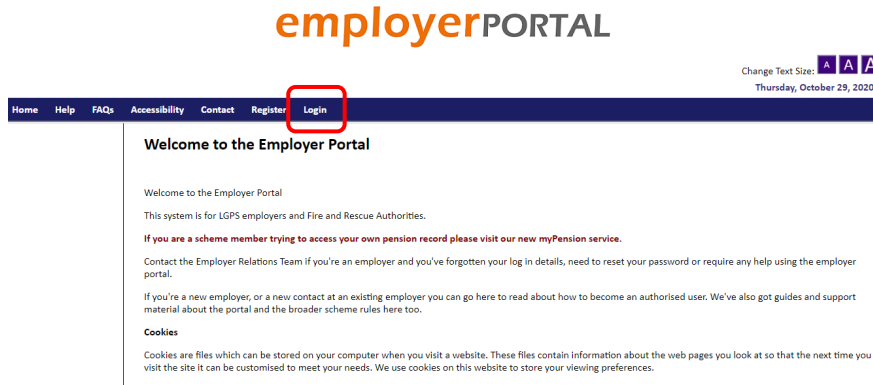 employerPORTAL
Change Text Size: A A A
Thursday, October 29, 2020
Home Help FAQs Accessibility Contact Register Login
Welcome to the Employer Portal
Welcome to the Employer Portal
This system is for LGPS employers and Fire and Rescue Authorities.
If you are a scheme member trying to access your own pension record please visit our new myPension service.
Contact the Employer Relations Team if you're an employer and you've forgotten your log in details, need to reset your password or require any help using the employer
portal.
If you're a new employer, or a new contact at an existing employer you can go here to read about how to become an authorised user. We've also got guides and support
material about the portal and the broader scheme rules here too.
Cookies
Cookies are files which can be stored on your computer when you visit a website. These files contain information about the web pages you look at so that the next time you
visit the site it can be customised to meet your needs. We use cookies on this website to store your viewing preferences.